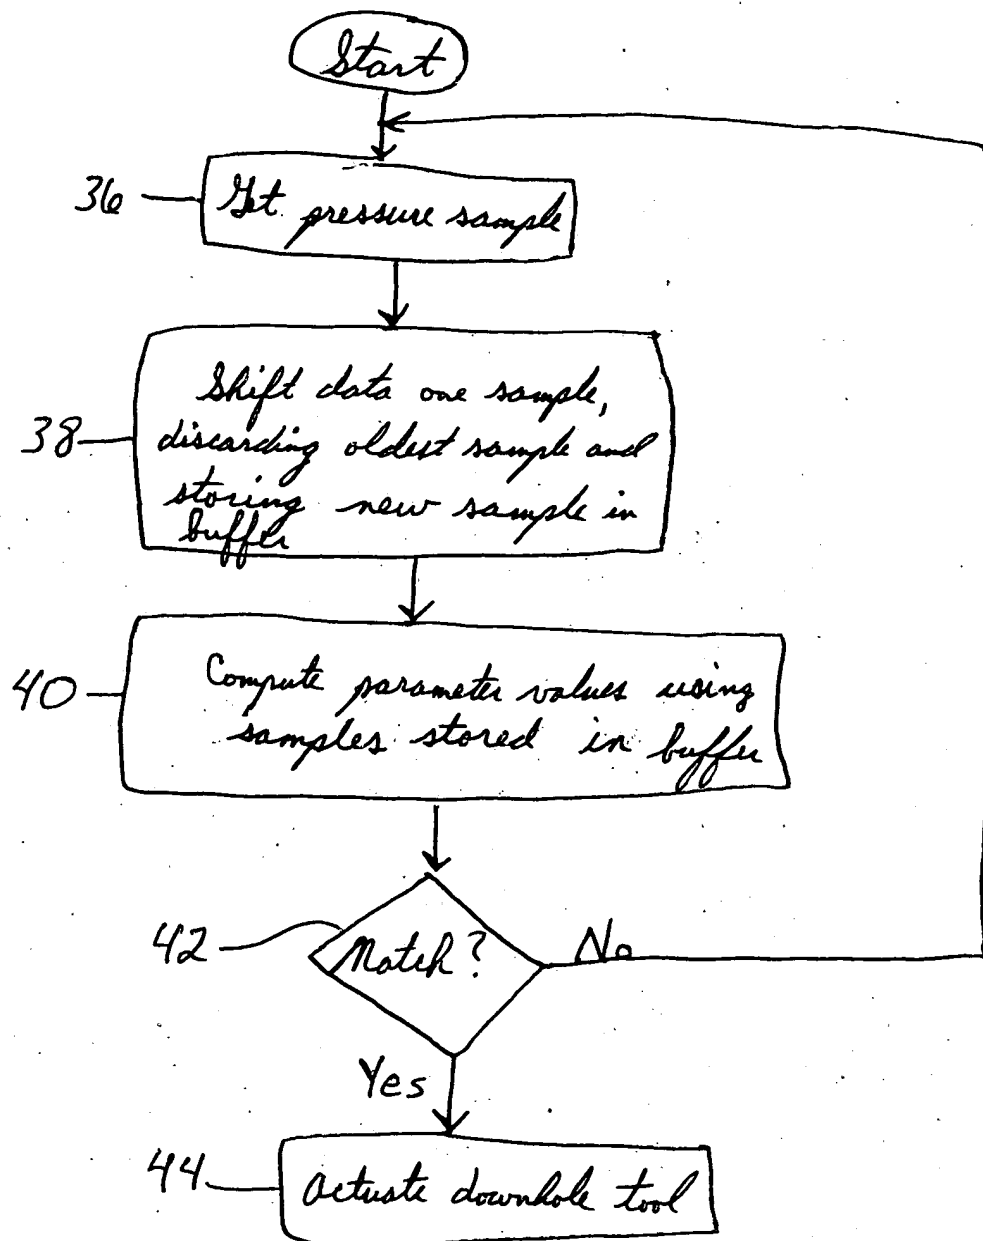 Start
36
Get pressure sample
38
Shift data one sample,
discarding oldest sample and
storing new sample in
buffer
40
Compute parameter values using
samples stored in buffer
42
Match?
No
Yes
44
Actuate downhole tool